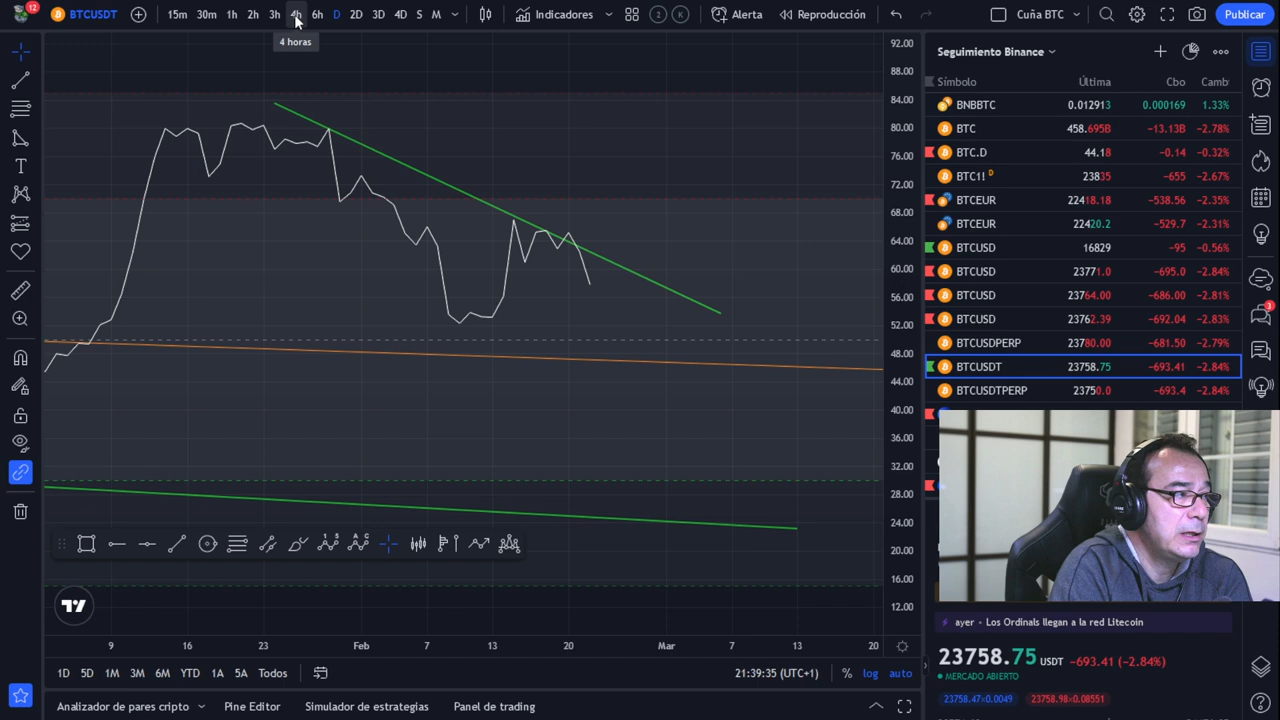 12
BTCUSDT
15m 30m 1h 2h 3h 4h 6h D 2D 3D 4D S M
Indicadores
2 K
Alerta
Reproducción
Cuña BTC
Publicar
4 horas
92.00
88.00
84.00
80.00
76.00
72.00
68.00
64.00
60.00
56.00
52.00
48.00
44.00
40.00
36.00
32.00
28.00
24.00
20.00
16.00
12.00
9 16 23 Feb 7 13 20 Mar 7 13 20
1D 5D 1M 3M 6M YTD 1A 5A Todos
21:39:35 (UTC+1) % log auto
Analizador de pares cripto Pine Editor Simulador de estrategias Panel de trading
Seguimiento Binance
Símbolo Última Cbo Camb
BNBBTC 0.012913 0.000169 1.33%
BTC 458.695B −13.13B −2.78%
BTC.D 44.18 −0.14 −0.32%
BTC1! D 23835 −655 −2.67%
BTCEUR 22418.18 −538.56 −2.35%
BTCEUR 22420.2 −529.7 −2.31%
BTCUSD 16829 −95 −0.56%
BTCUSD 23771.0 −695.0 −2.84%
BTCUSD 23764.00 −686.00 −2.81%
BTCUSD 23762.39 −692.04 −2.83%
BTCUSDPERP 23780.00 −681.50 −2.79%
BTCUSDT 23758.75 −693.41 −2.84%
BTCUSDTPERP 23750.0 −693.4 −2.84%
3
ayer • Los Ordinals llegan a la red Litecoin
23758.75 USDT −693.41 (−2.84%)
MERCADO ABIERTO
23758.47×0.0049 23758.98×0.08551